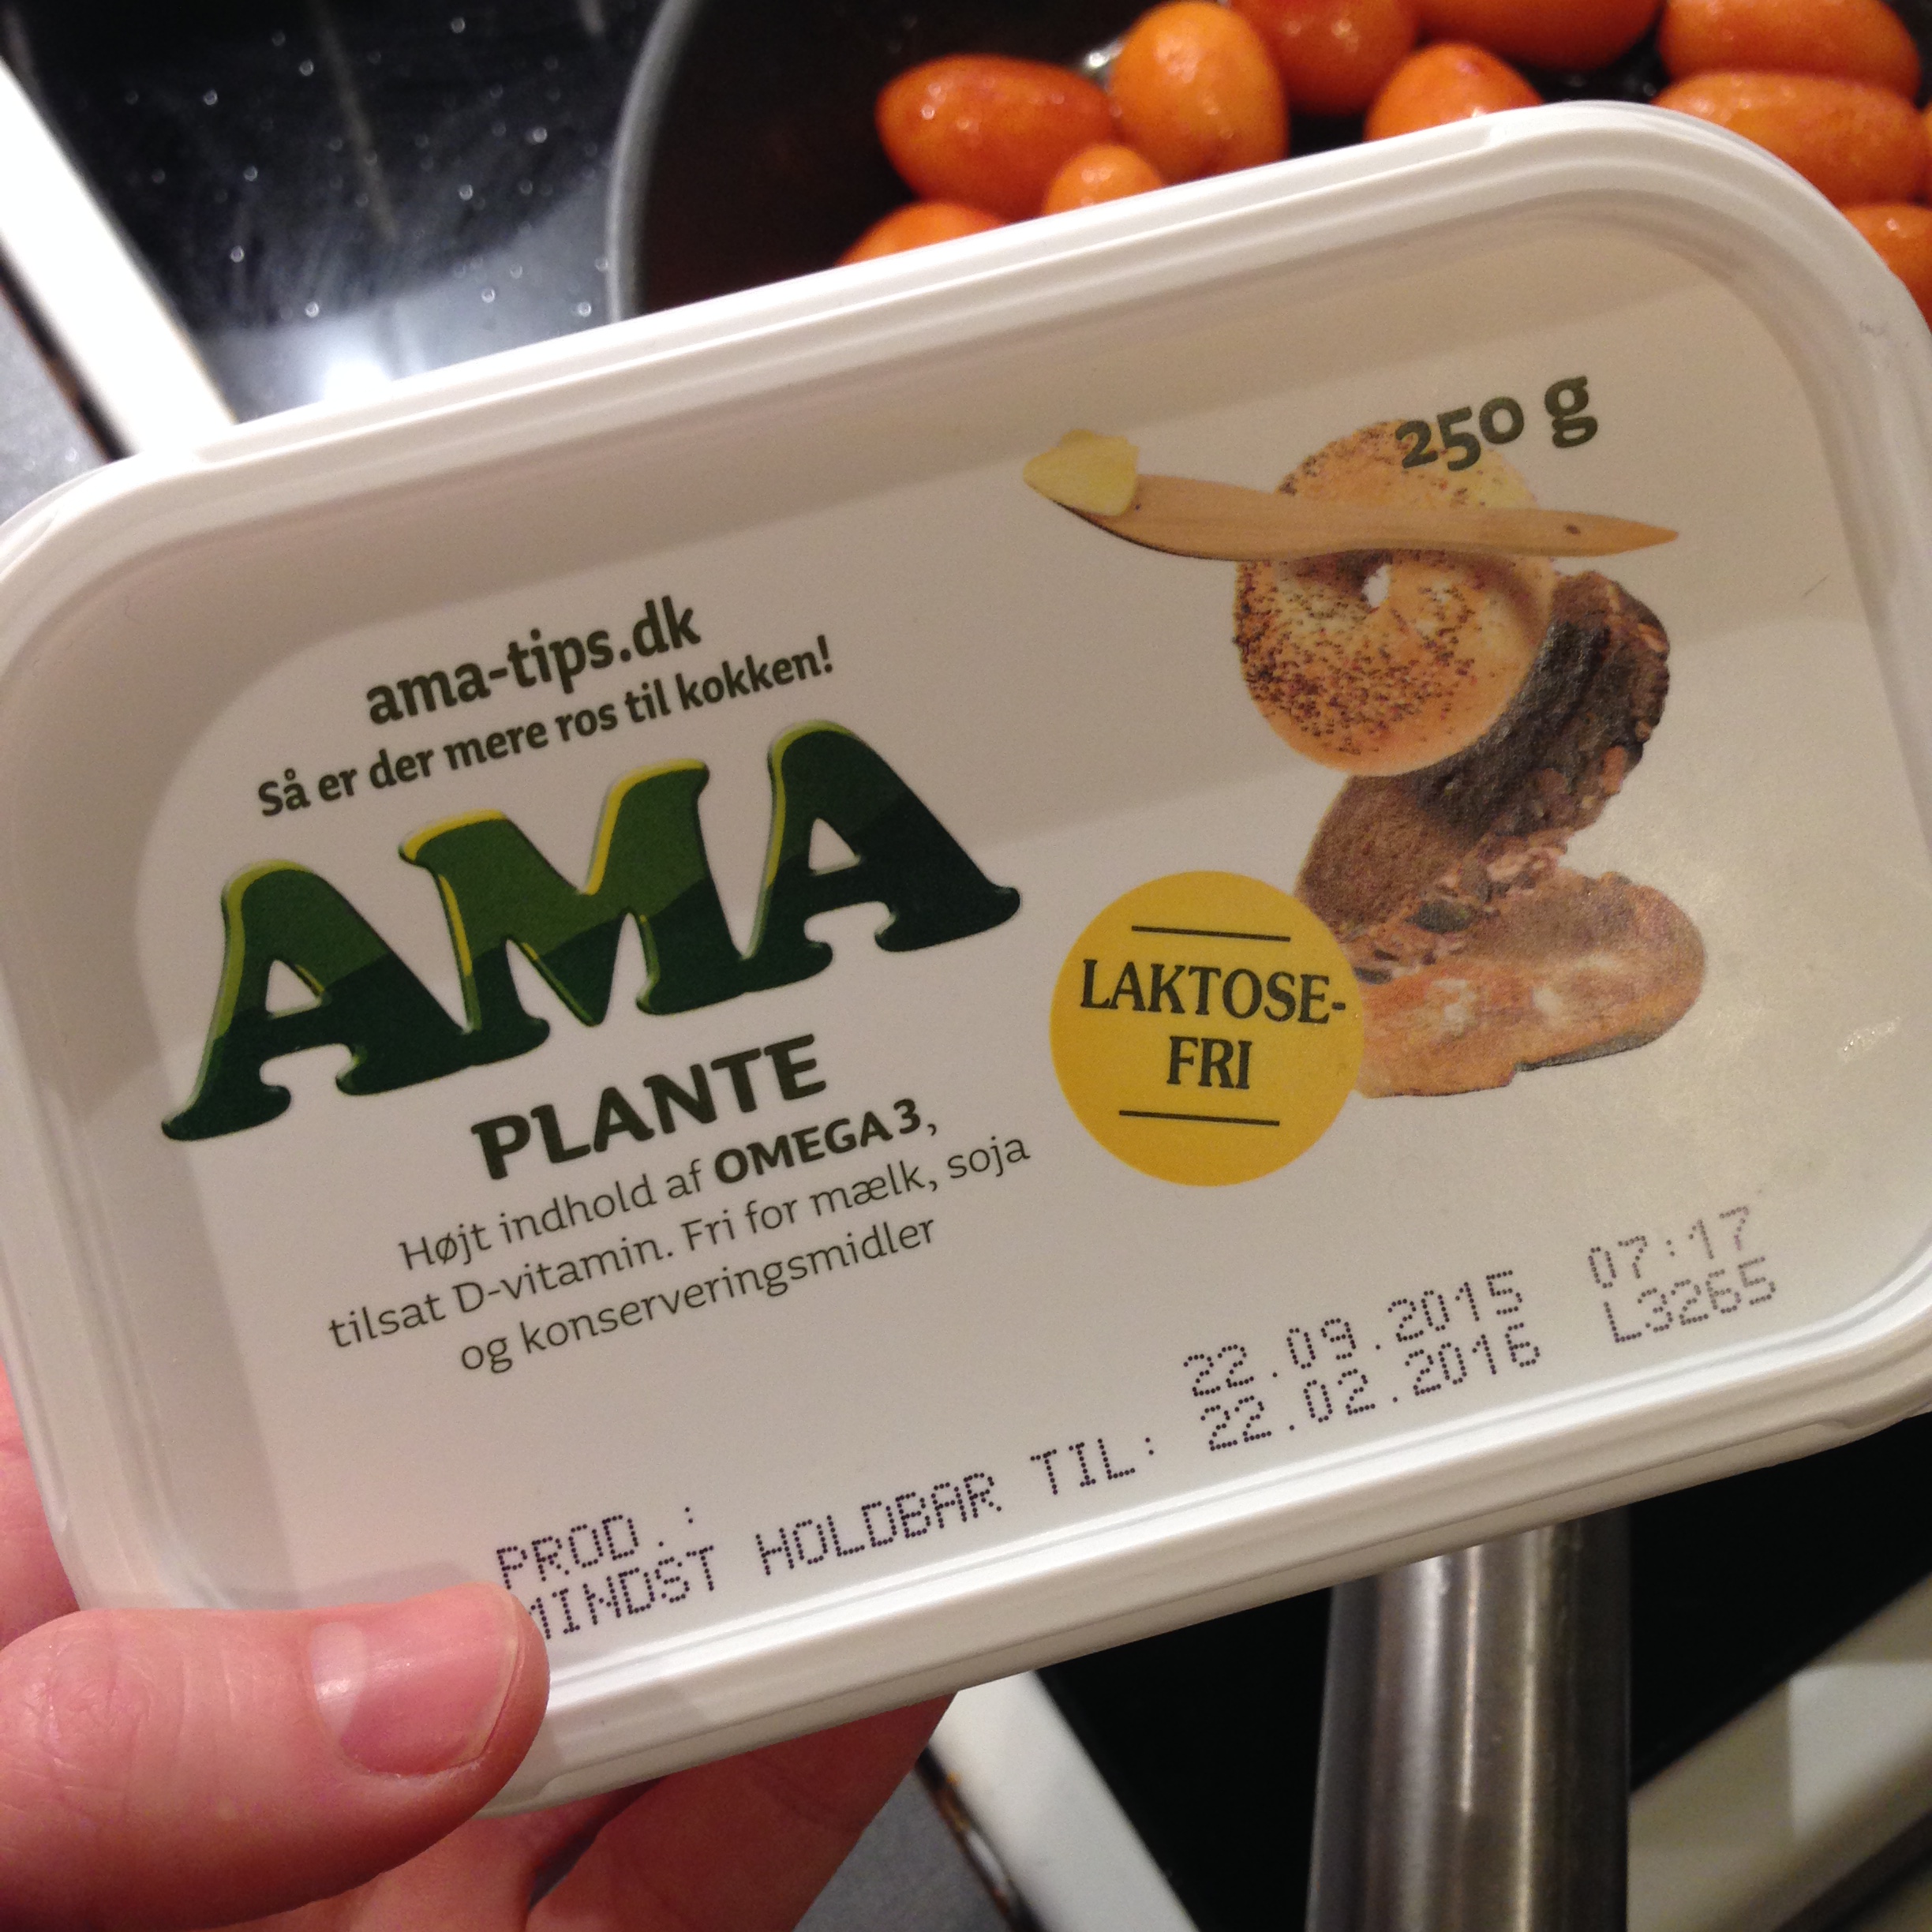 250 g
ama-tips.dk
Så er der mere ros til kokken!
AMA
PLANTE
Højt indhold af OMEGA 3,
tilsat D-vitamin. Fri for mælk, soja
og konserveringsmidler
LAKTOSE-
FRI
PROD.: 22.09.2015 07:17
MINDST HOLDBAR TIL: 22.02.2016 L3265